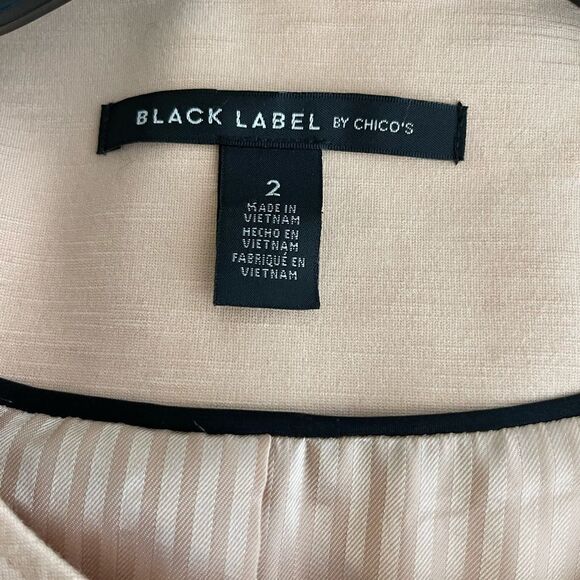 BLACK LABEL BY CHICO'S
2
MADE IN
VIETNAM
HECHO EN
VIETNAM
FABRIQUÉ EN
VIETNAM